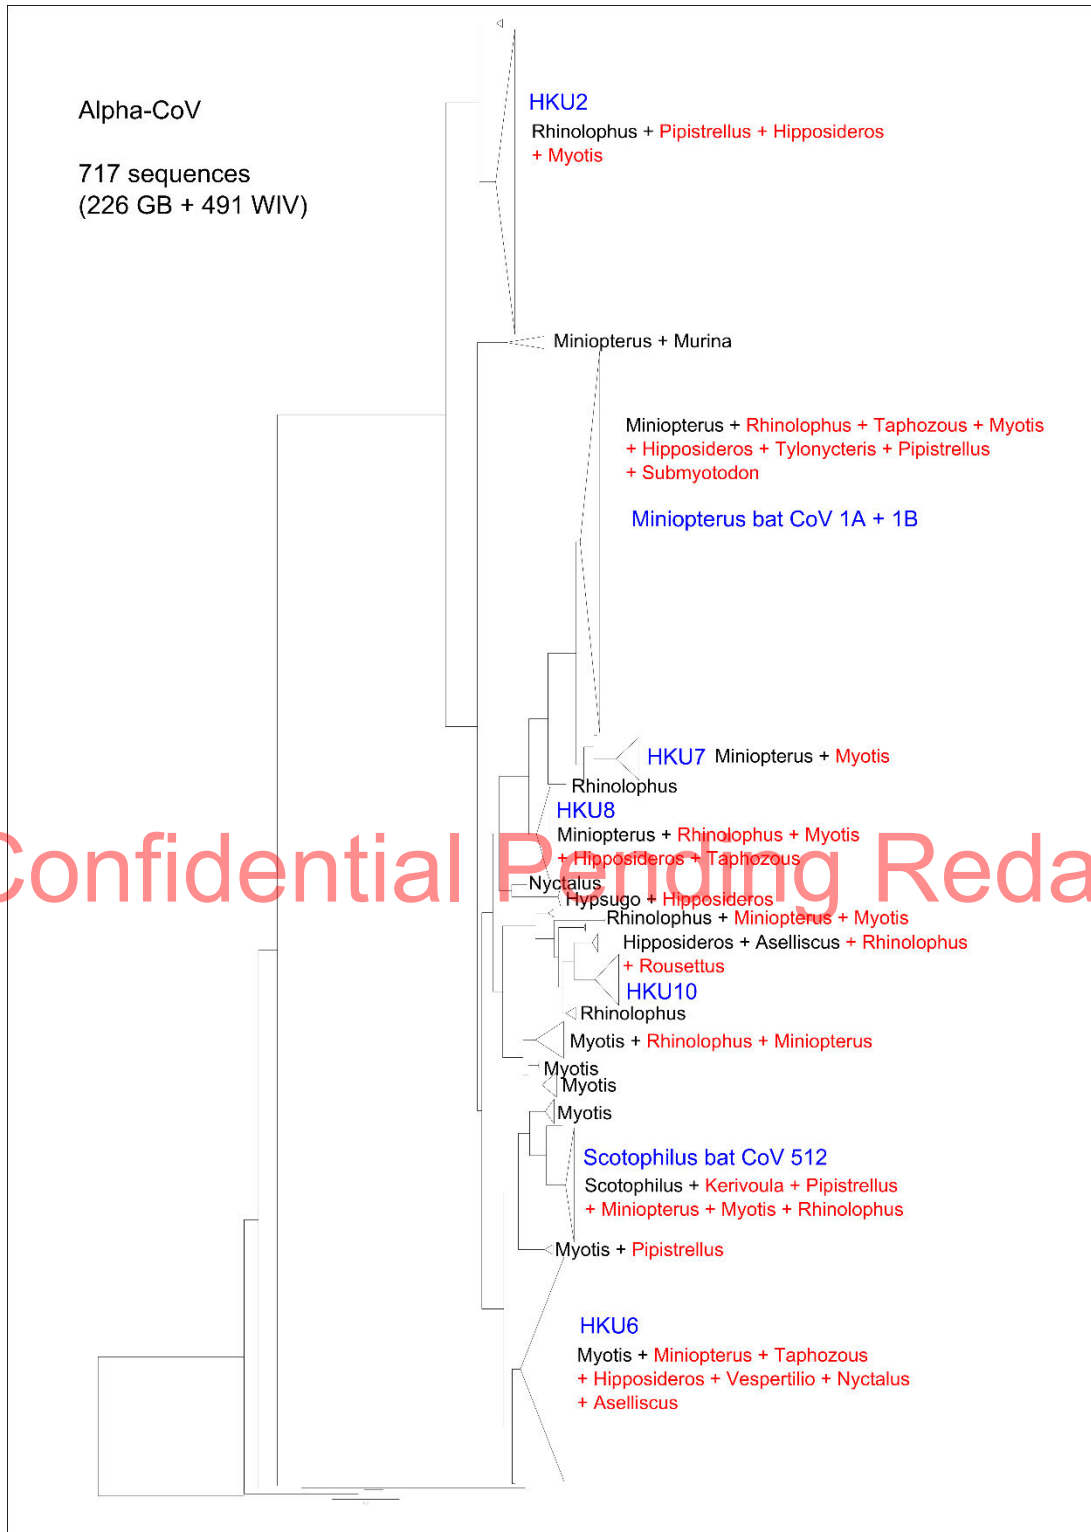 Alpha-CoV
717 sequences
(226 GB + 491 WIV)
HKU2
Rhinolophus + Pipistrellus + Hipposideros
+ Myotis
Miniopterus + Murina
Miniopterus + Rhinolophus + Taphozous + Myotis
+ Hipposideros + Tylonycteris + Pipistrellus
+ Submyotodon
Miniopterus bat CoV 1A + 1B
HKU7 Miniopterus + Myotis
Rhinolophus
HKU8
Miniopterus + Rhinolophus + Myotis
+ Hipposideros + Taphozous
Confidential Pending Reda
Nyctalus
Hypsugo + Hipposideros
Rhinolophus + Miniopterus + Myotis
Hipposideros + Aselliscus + Rhinolophus
+ Rousettus
HKU10
Rhinolophus
Myotis + Rhinolophus + Miniopterus
Myotis
Myotis
Myotis
Scotophilus bat CoV 512
Scotophilus + Kerivoula + Pipistrellus
+ Miniopterus + Myotis + Rhinolophus
Myotis + Pipistrellus
HKU6
Myotis + Miniopterus + Taphozous
+ Hipposideros + Vespertilio + Nyctalus
+ Aselliscus